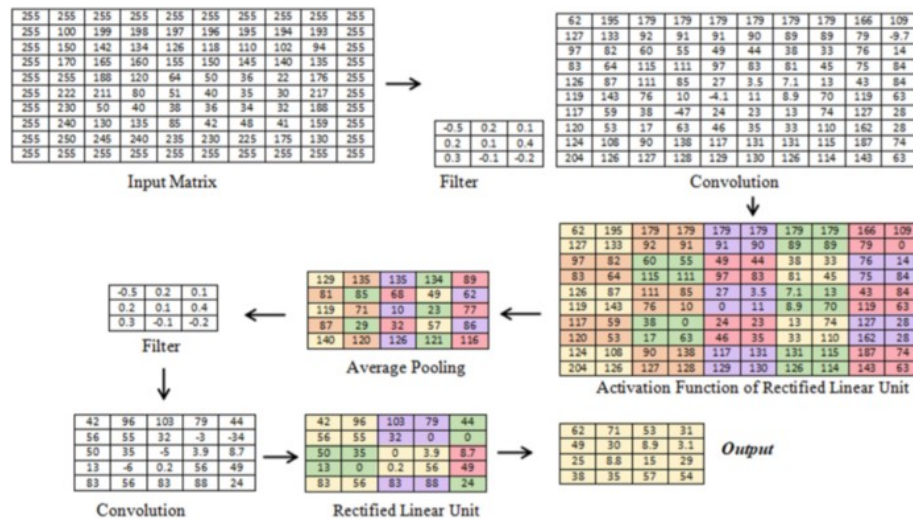 255 255 255 255 255 255 255 255 255 255
255 100 199 198 197 196 195 194 193 255
255 150 142 134 126 118 110 102 94 255
255 170 165 160 155 150 145 140 135 255
255 255 188 120 64 50 36 22 176 255
255 222 211 80 51 40 35 30 217 255
255 230 50 40 38 36 34 32 188 255
255 240 130 135 85 42 48 41 159 255
255 250 245 240 235 230 225 175 130 255
255 255 255 255 255 255 255 255 255 255
Input Matrix
-0.5 0.2 0.1
0.2 0.1 0.4
0.3 -0.1 -0.2
Filter
62 195 179 179 179 179 179 179 166 109
127 133 92 91 91 90 89 89 79 -9.7
97 82 60 55 49 44 38 33 76 14
83 64 115 111 97 83 81 45 75 84
126 87 111 85 27 3.5 7.1 13 43 84
119 143 76 10 -4.1 11 8.9 70 119 63
117 59 38 -47 24 23 13 74 127 28
120 53 17 63 46 35 33 110 162 28
124 108 90 138 117 131 131 115 187 74
204 126 127 128 129 130 126 114 143 63
Convolution
62 195 179 179 179 179 179 179 166 109
127 133 92 91 91 90 89 89 79 0
97 82 60 55 49 44 38 33 76 14
83 64 115 111 97 83 81 45 75 84
126 87 111 85 27 3.5 7.1 13 43 84
119 143 76 10 0 11 8.9 70 119 63
117 59 38 0 24 23 13 74 127 28
120 53 17 63 46 35 33 110 162 28
124 108 90 138 117 131 131 115 187 74
204 126 127 128 129 130 126 114 143 63
Activation Function of Rectified Linear Unit
129 135 135 134 89
81 85 68 49 62
119 71 10 23 77
87 29 32 57 86
140 120 126 121 116
Average Pooling
-0.5 0.2 0.1
0.2 0.1 0.4
0.3 -0.1 -0.2
Filter
42 96 103 79 44
56 55 32 -3 -34
50 35 -5 3.9 8.7
13 -6 0.2 56 49
83 56 83 88 24
Convolution
42 96 103 79 44
56 55 32 0 0
50 35 0 3.9 8.7
13 0 0.2 56 49
83 56 83 88 24
Rectified Linear Unit
62 71 53 31
49 30 8.9 3.1
25 8.8 15 29
38 35 57 54
Output